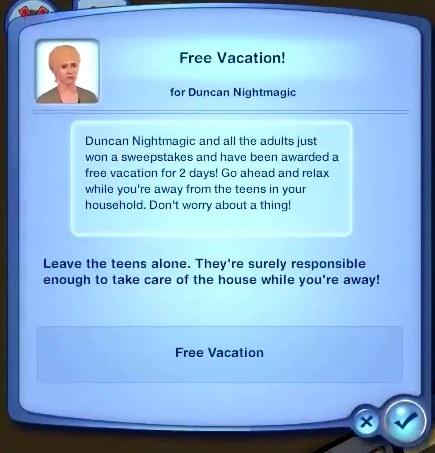 Free Vacation!
for Duncan Nightmagic
Duncan Nightmagic and all the adults just
won a sweepstakes and have been awarded a
free vacation for 2 days! Go ahead and relax
while you're away from the teens in your
household. Don't worry about a thing!
Leave the teens alone. They're surely responsible
enough to take care of the house while you're away!
Free Vacation